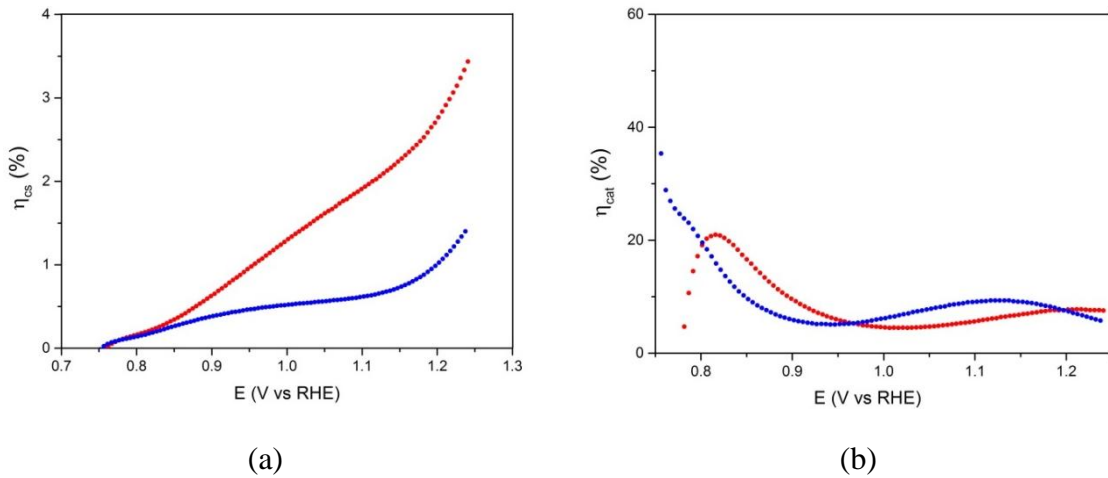 4
3
2
1
0
η_cs (%)
0.7 0.8 0.9 1.0 1.1 1.2 1.3
E (V vs RHE)
(a)
60
40
20
0
η_cat (%)
0.8 0.9 1.0 1.1 1.2
E (V vs RHE)
(b)